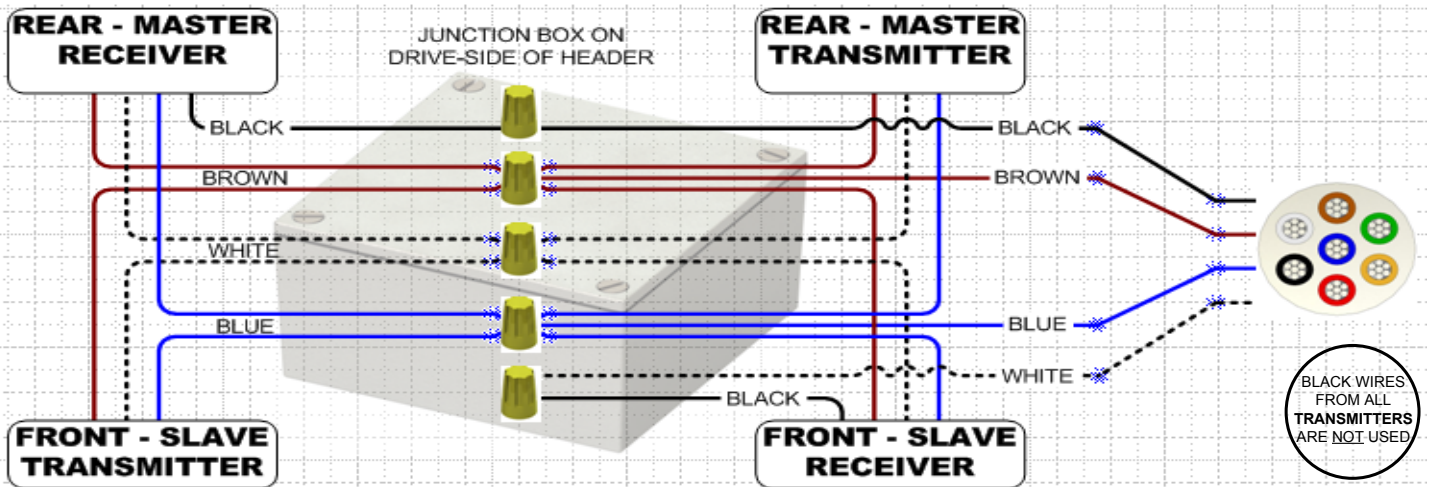 REAR - MASTER
RECEIVER
JUNCTION BOX ON
DRIVE-SIDE OF HEADER
REAR - MASTER
TRANSMITTER
BLACK
BLACK
BROWN
BROWN
WHITE
BLUE
BLUE
WHITE
BLACK
FRONT - SLAVE
TRANSMITTER
FRONT - SLAVE
RECEIVER
BLACK WIRES
FROM ALL
TRANSMITTERS
ARE NOT USED